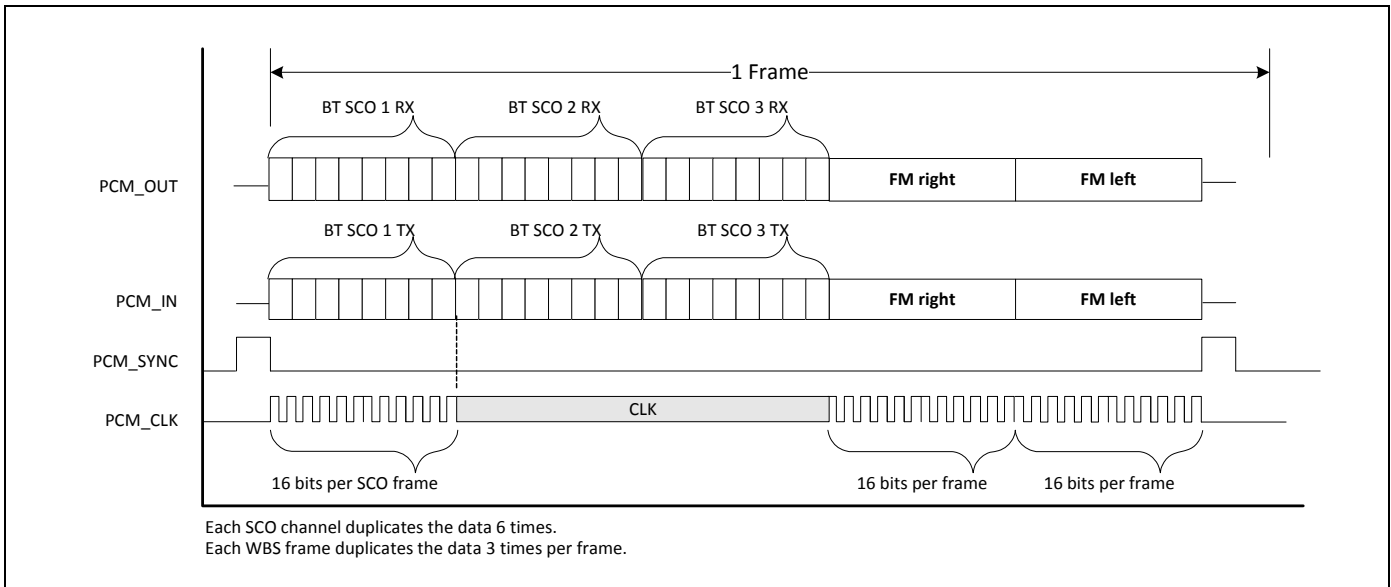 1 Frame
BT SCO 1 RX BT SCO 2 RX BT SCO 3 RX
PCM_OUT FM right FM left
BT SCO 1 TX BT SCO 2 TX BT SCO 3 TX
PCM_IN FM right FM left
PCM_SYNC
PCM_CLK CLK
16 bits per SCO frame 16 bits per frame 16 bits per frame
Each SCO channel duplicates the data 6 times.
Each WBS frame duplicates the data 3 times per frame.